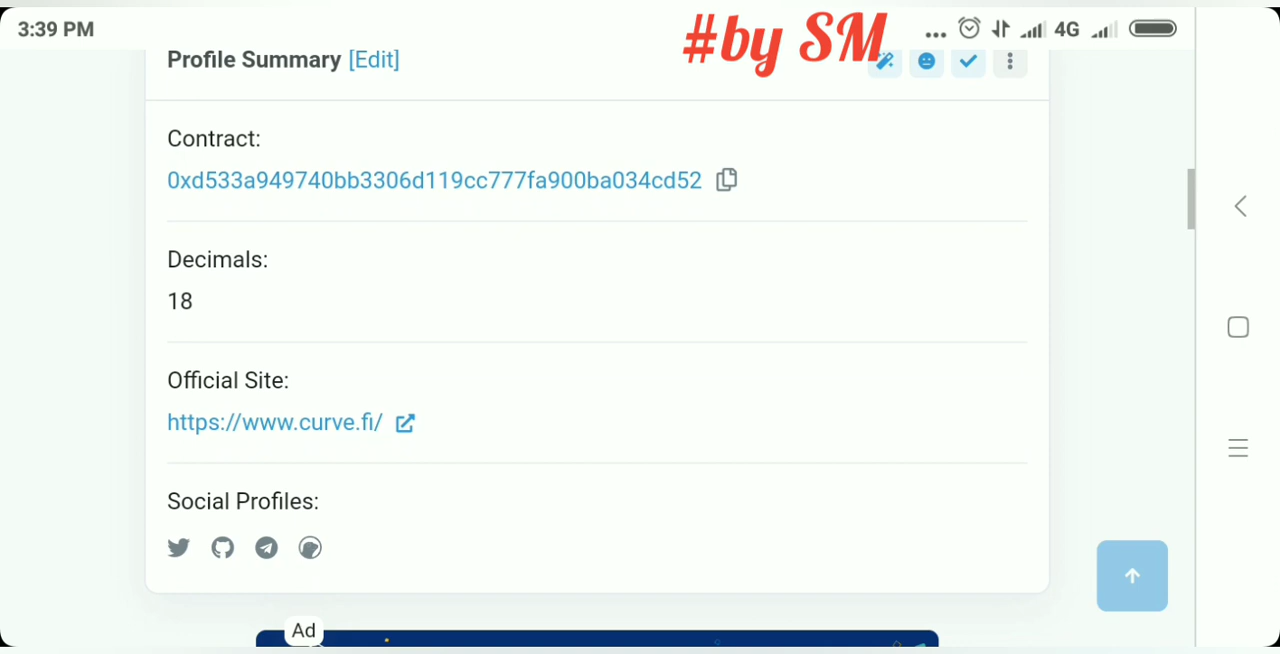 3:39 PM
#by SM
4G
Profile Summary [Edit]
Contract:
0xd533a949740bb3306d119cc777fa900ba034cd52
Decimals:
18
Official Site:
https://www.curve.fi/
Social Profiles:
Ad